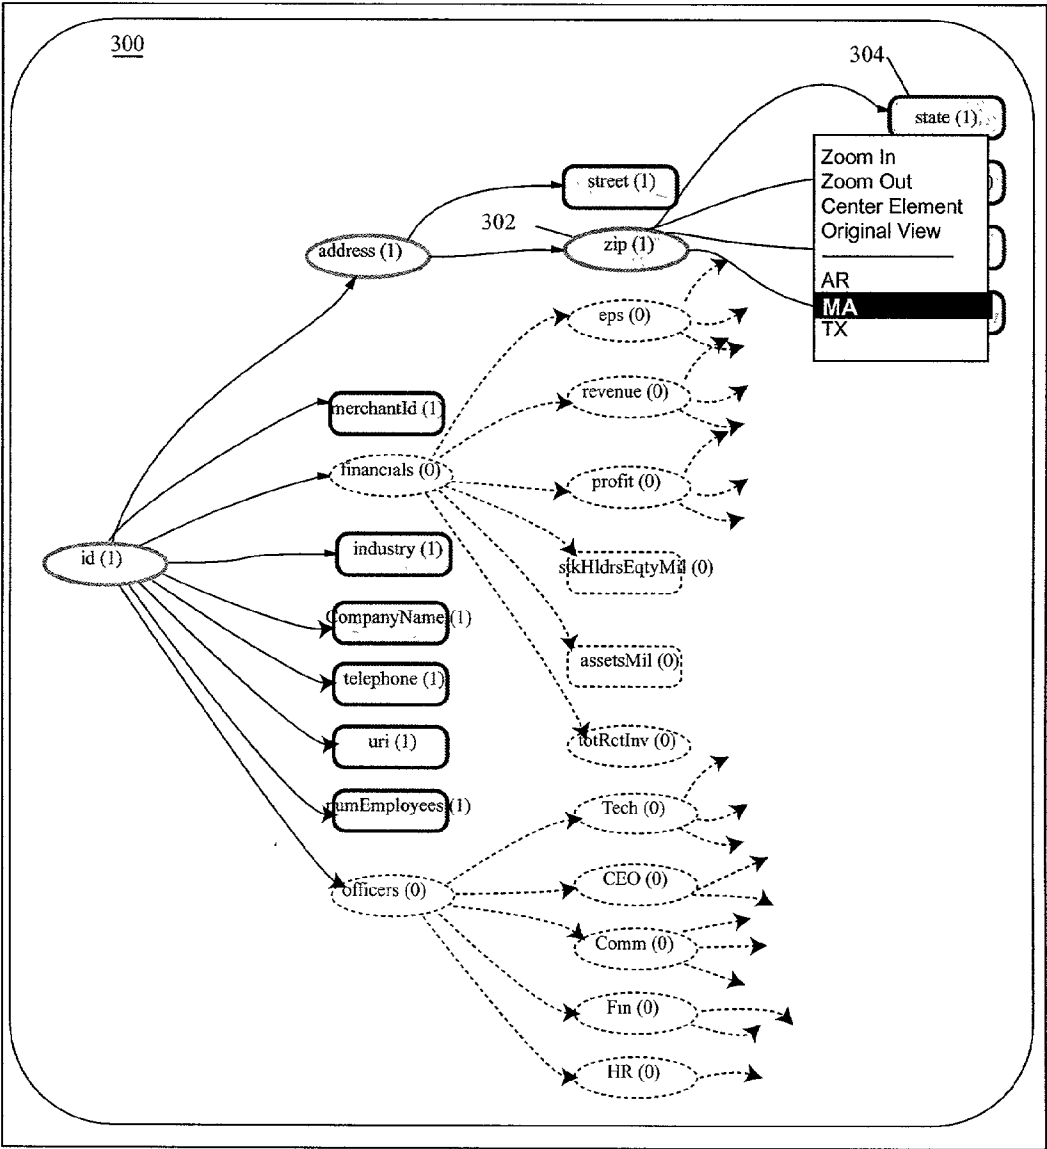 300
304
state (1)
Zoom In
Zoom Out
Center Element
Original View
AR
MA
TX
street (1)
302
zip (1)
address (1)
eps (0)
revenue (0)
merchantId (1)
financials (0)
profit (0)
id (1)
industry (1)
stkHldrsEqtyMil (0)
CompanyName (1)
assetsMil (0)
telephone (1)
uri (1)
totRctInv (0)
numEmployees (1)
Tech (0)
officers (0)
CEO (0)
Comm (0)
Fin (0)
HR (0)